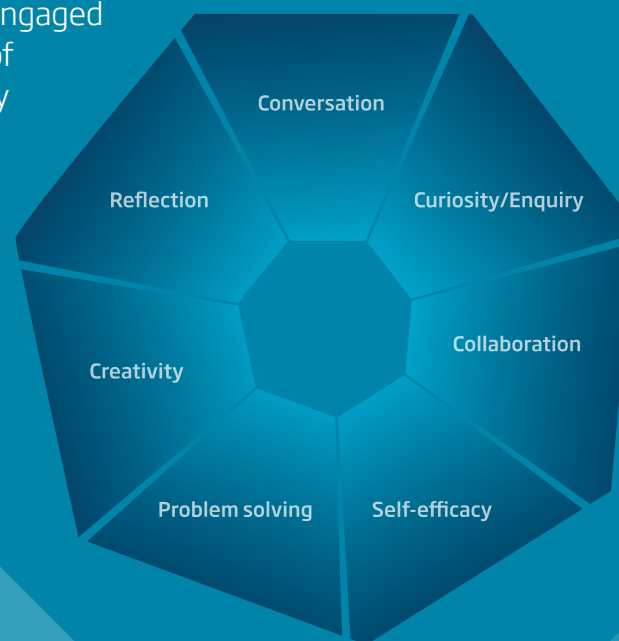 ngaged
of
y
Conversation
Reflection
Curiosity/Enquiry
Collaboration
Creativity
Problem solving
Self-efficacy